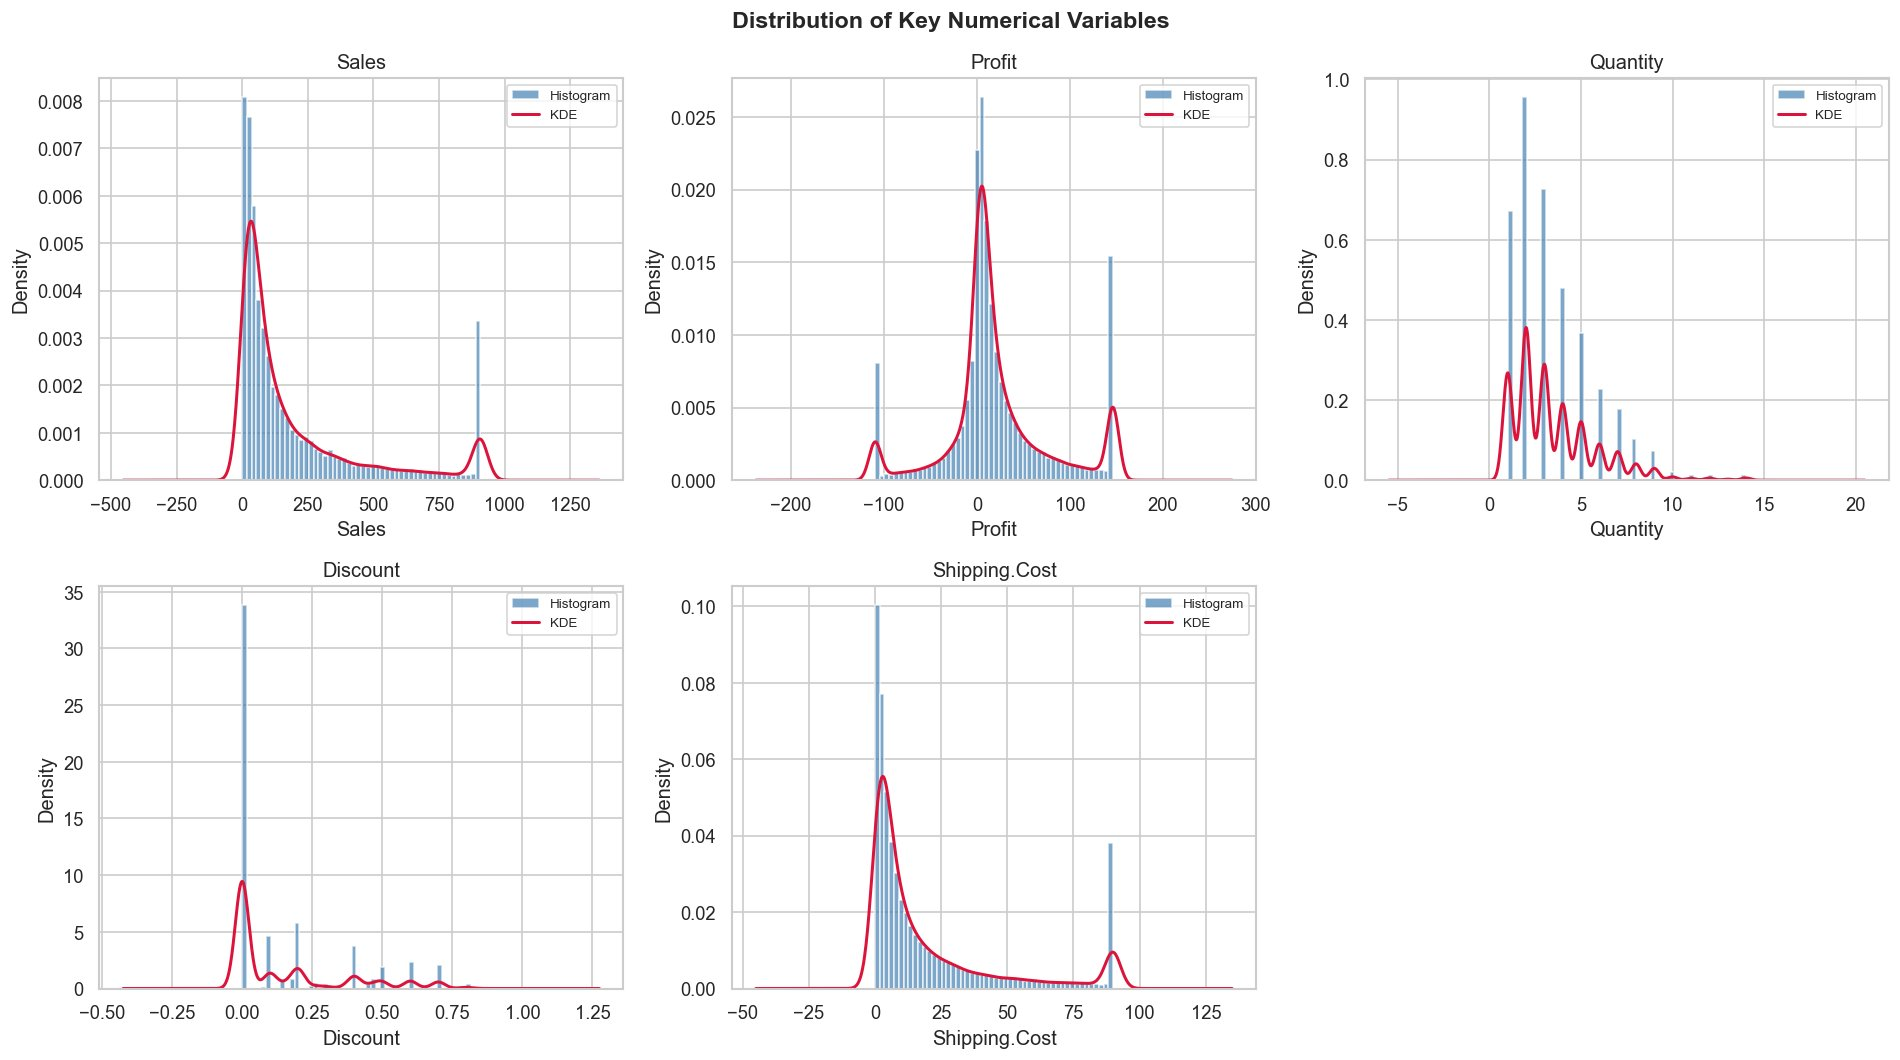 Distribution of Key Numerical Variables
Sales
Histogram
KDE
Density
0.008
0.007
0.006
0.005
0.004
0.003
0.002
0.001
0.000
−500 −250 0 250 500 750 1000 1250
Sales
Profit
Histogram
KDE
Density
0.025
0.020
0.015
0.010
0.005
0.000
−200 −100 0 100 200 300
Profit
Quantity
Histogram
KDE
Density
1.0
0.8
0.6
0.4
0.2
0.0
−5 0 5 10 15 20
Quantity
Discount
Histogram
KDE
Density
35
30
25
20
15
10
5
0
−0.50 −0.25 0.00 0.25 0.50 0.75 1.00 1.25
Discount
Shipping.Cost
Histogram
KDE
Density
0.10
0.08
0.06
0.04
0.02
0.00
−50 −25 0 25 50 75 100 125
Shipping.Cost